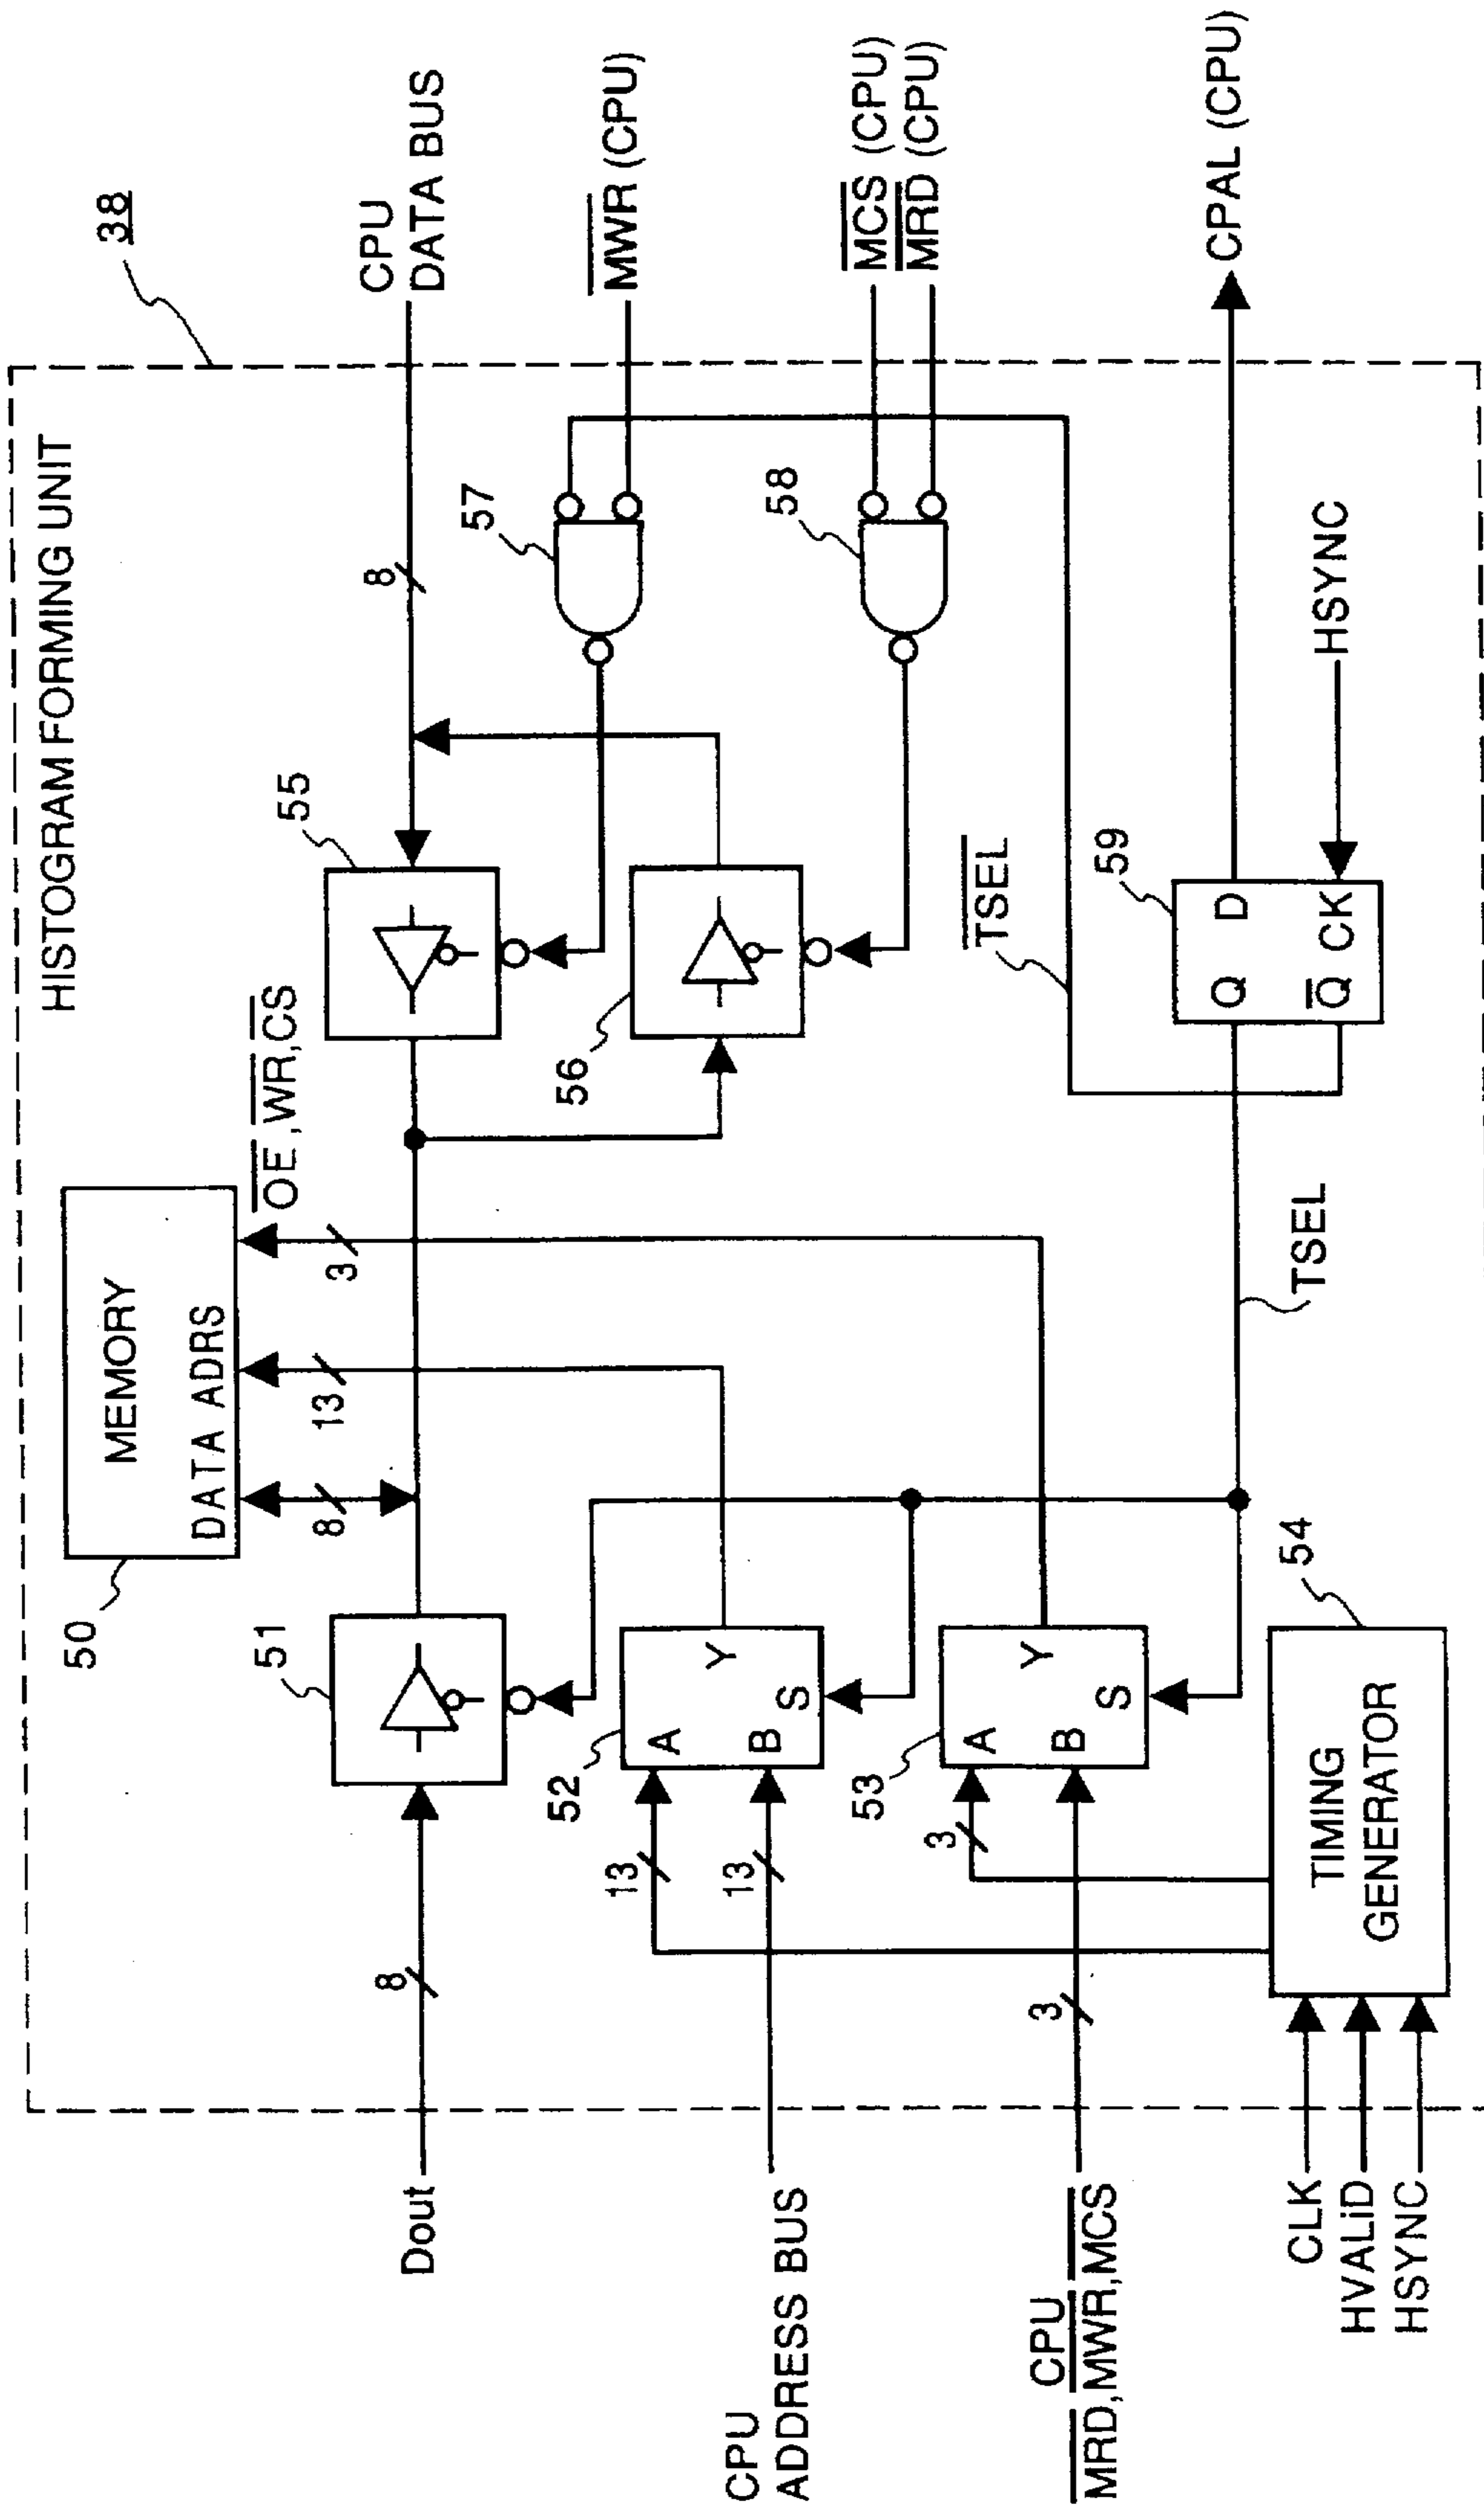 38
HISTOGRAM FORMING UNIT
50
MEMORY
DATA ADRS
OE, WR, CS
8
13
3
Dout
8
51
55
8
CPU
DATA BUS
57
MWR (CPU)
56
58
MCS (CPU)
MRD (CPU)
CPU
ADDRESS BUS
13
13
52
A
B
S
Y
CPU
MRD, MWR, MCS
3
3
53
A
B
S
Y
TSEL
59
Q
D
Q
CK
CPAL (CPU)
HSYNC
TSEL
54
TIMING
GENERATOR
CLK
HVALiD
HSYNC